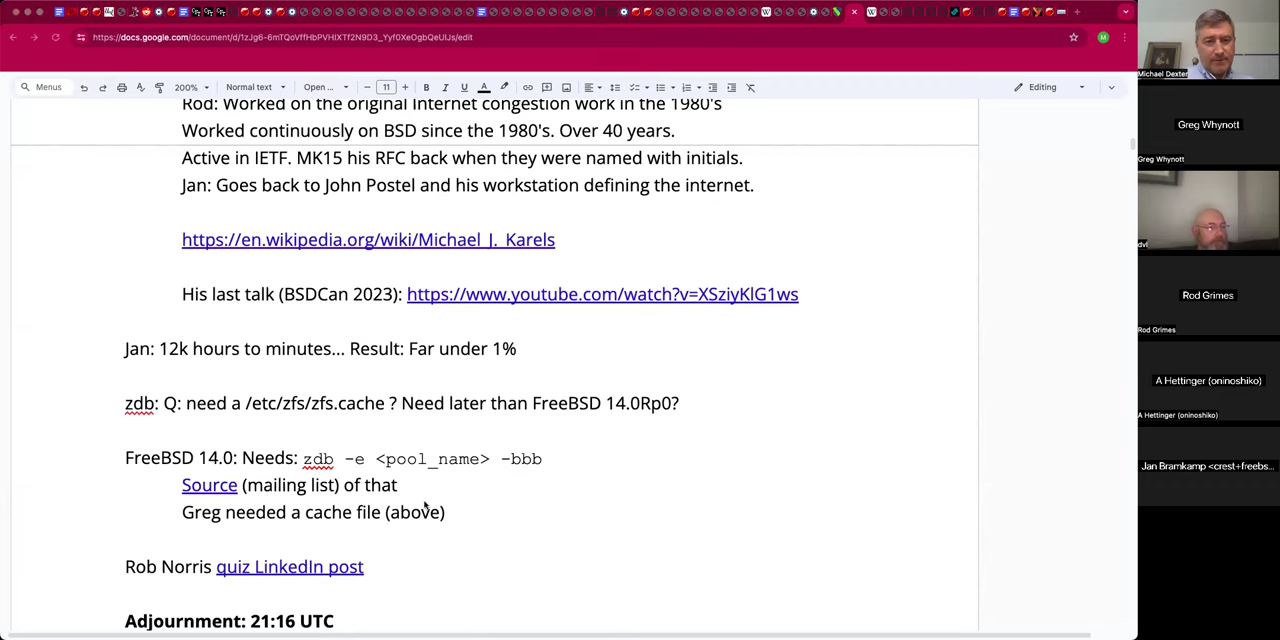 https://docs.google.com/document/d/1zJg6-6mTQoVffHbPVHIXTf2N9D3_Yyf0XeOgbQeUIJs/edit
M
Menus
200%
Normal text
Open ...
11
Editing
Rod: Worked on the original Internet congestion work in the 1980's
Worked continuously on BSD since the 1980's. Over 40 years.
Active in IETF. MK15 his RFC back when they were named with initials.
Jan: Goes back to John Postel and his workstation defining the internet.
https://en.wikipedia.org/wiki/Michael_J._Karels
His last talk (BSDCan 2023): https://www.youtube.com/watch?v=XSziyKlG1ws
Jan: 12k hours to minutes... Result: Far under 1%
zdb: Q: need a /etc/zfs/zfs.cache ? Need later than FreeBSD 14.0Rp0?
FreeBSD 14.0: Needs: zdb -e <pool_name> -bbb
Source (mailing list) of that
Greg needed a cache file (above)
Rob Norris quiz LinkedIn post
Adjournment: 21:16 UTC
Michael Dexter
Greg Whynott
Greg Whynott
dvl
Rod Grimes
Rod Grimes
A Hettinger (oninoshiko)
A Hettinger (oninoshiko)
Jan Bramkamp <crest+freebs...